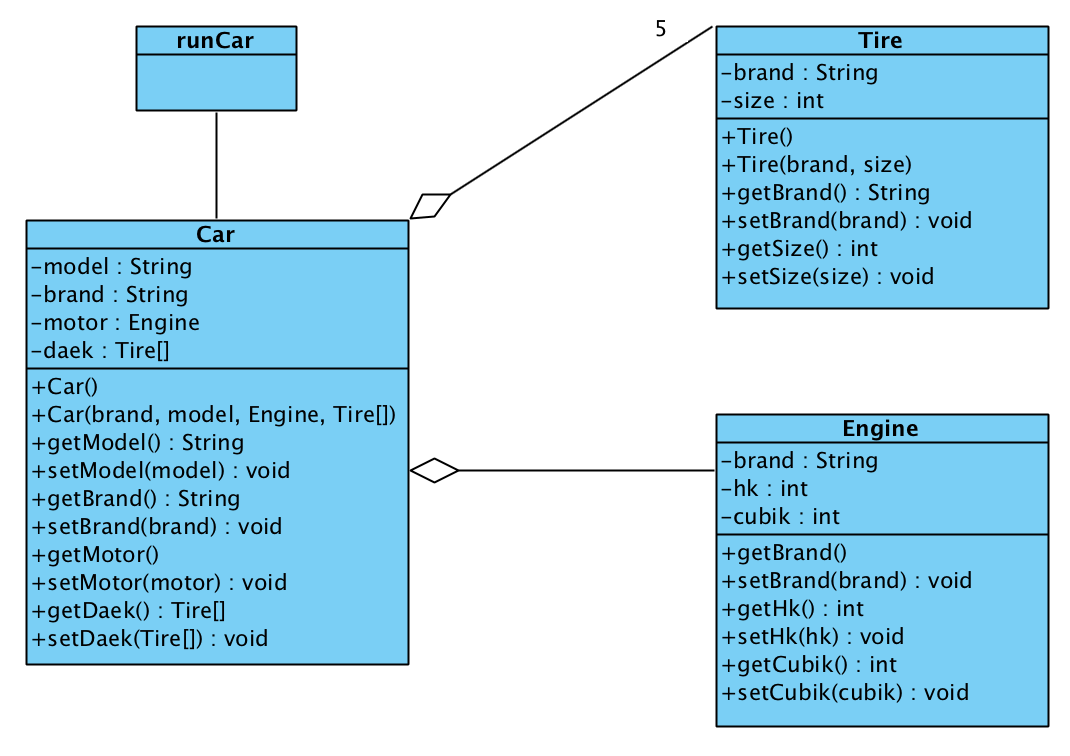 runCar
5
Tire
-brand : String
-size : int
+Tire()
+Tire(brand, size)
+getBrand() : String
+setBrand(brand) : void
+getSize() : int
+setSize(size) : void
Car
-model : String
-brand : String
-motor : Engine
-daek : Tire[]
+Car()
+Car(brand, model, Engine, Tire[])
+getModel() : String
+setModel(model) : void
+getBrand() : String
+setBrand(brand) : void
+getMotor()
+setMotor(motor) : void
+getDaek() : Tire[]
+setDaek(Tire[]) : void
Engine
-brand : String
-hk : int
-cubik : int
+getBrand()
+setBrand(brand) : void
+getHk() : int
+setHk(hk) : void
+getCubik() : int
+setCubik(cubik) : void